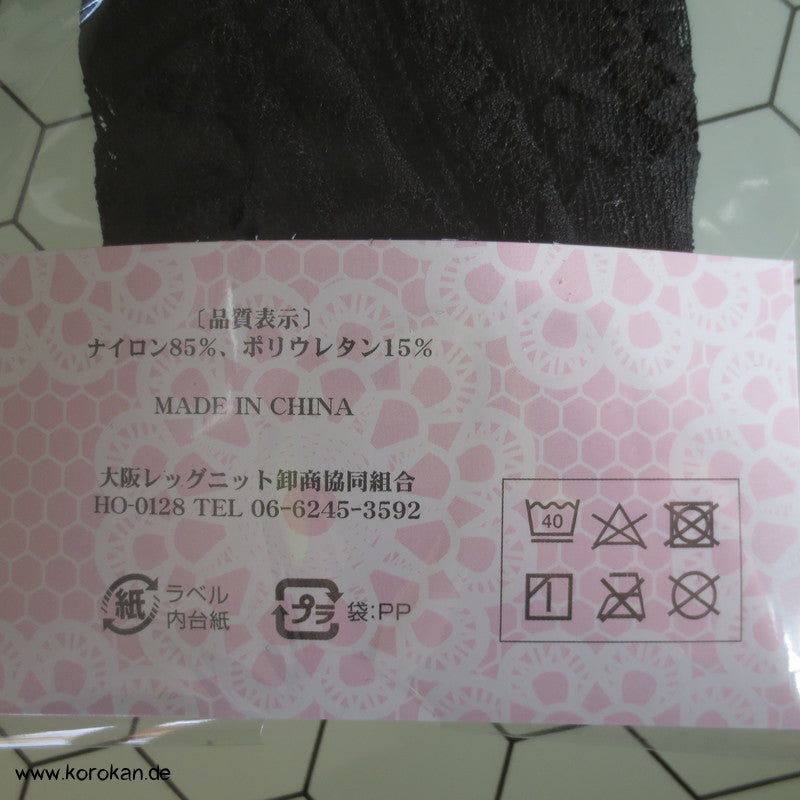 〔品質表示〕
ナイロン85%、ポリウレタン15%
MADE IN CHINA
大阪レッグニット卸商協同組合
HO-0128 TEL 06-6245-3592
紙 ラベル
内台紙
プラ 袋:PP
40
www.korokan.de